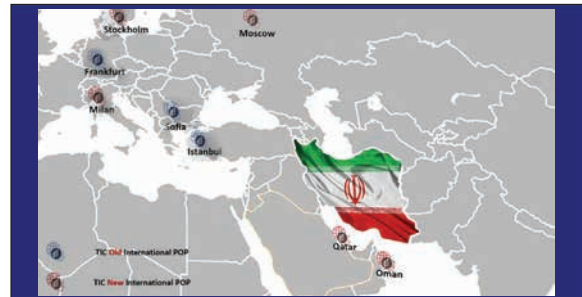 Stockholm
Moscow
Frankfurt
Milan
Sofia
Istanbul
Qatar
Oman
TIC Old International POP
TIC New International POP